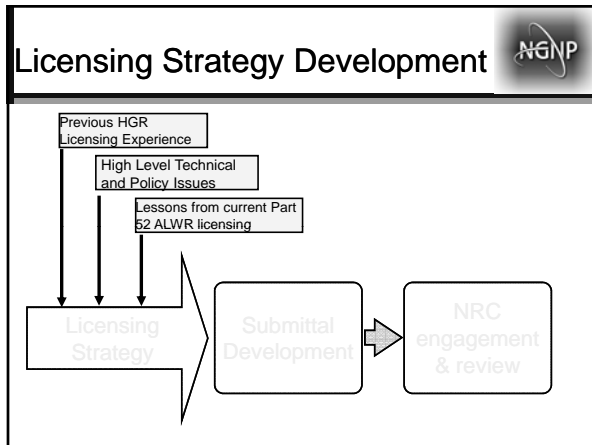 Licensing Strategy Development
NGNP
Previous HGR
Licensing Experience
High Level Technical
and Policy Issues
Lessons from current Part
52 ALWR licensing
Licensing
Strategy
Submittal
Development
NRC
engagement
& review